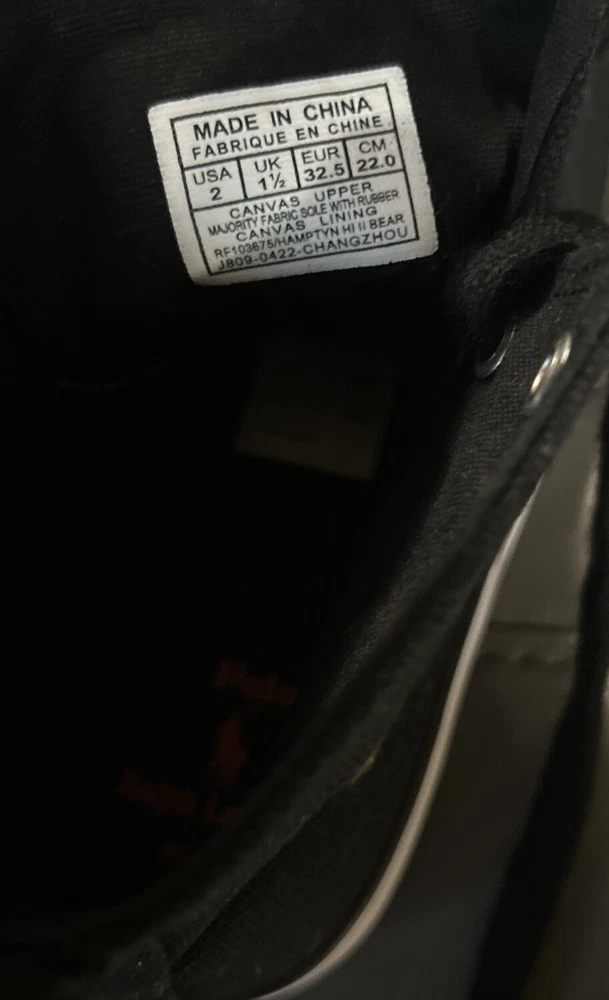 MADE IN CHINA
FABRIQUE EN CHINE
USA UK EUR CM
2 1½ 32.5 22.0
CANVAS UPPER
MAJORITY FABRIC SOLE WITH RUBBER
CANVAS LINING
RF103675/HAMPTYN HI II BEAR
J809-0422-CHANGZHOU
Polo
Ralph